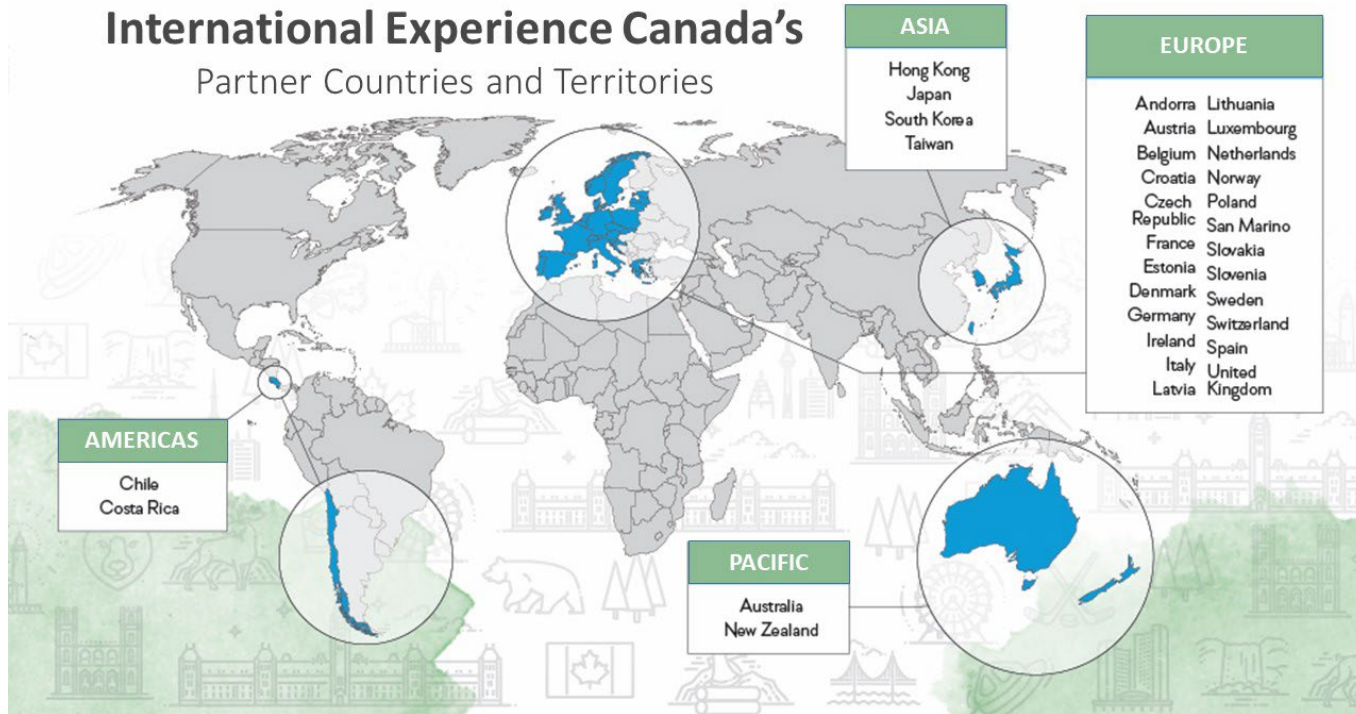 International Experience Canada's
Partner Countries and Territories
ASIA
Hong Kong
Japan
South Korea
Taiwan
EUROPE
Andorra
Austria
Belgium
Croatia
Czech
Republic
France
Estonia
Denmark
Germany
Ireland
Italy
Latvia
Lithuania
Luxembourg
Netherlands
Norway
Poland
San Marino
Slovakia
Slovenia
Sweden
Switzerland
Spain
United
Kingdom
AMERICAS
Chile
Costa Rica
PACIFIC
Australia
New Zealand